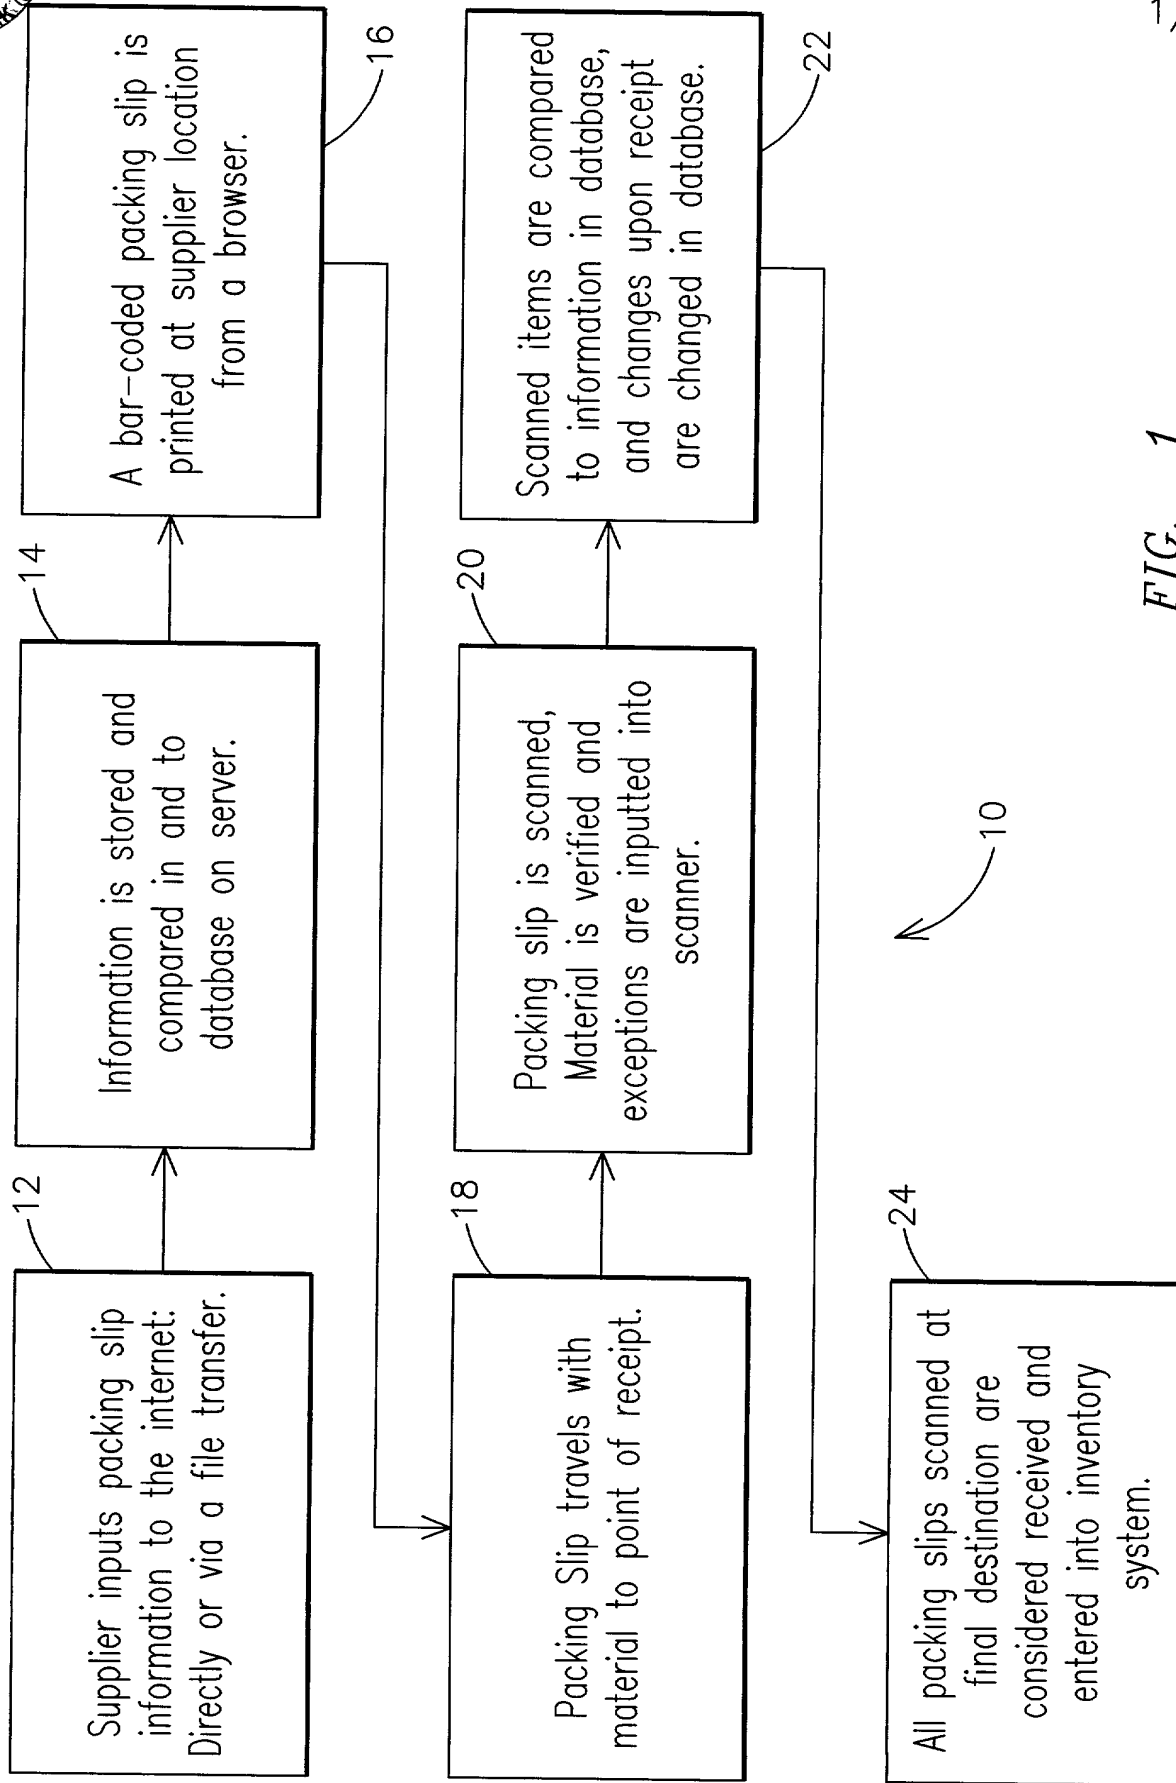 12
Supplier inputs packing slip
information to the internet:
Directly or via a file transfer.
14
Information is stored and
compared in and to
database on server.
16
A bar-coded packing slip is
printed at supplier location
from a browser.
18
Packing Slip travels with
material to point of receipt.
20
Packing slip is scanned,
Material is verified and
exceptions are inputted into
scanner.
22
Scanned items are compared
to information in database,
and changes upon receipt
are changed in database.
24
All packing slips scanned at
final destination are
considered received and
entered into inventory
system.
10
FIG. 1